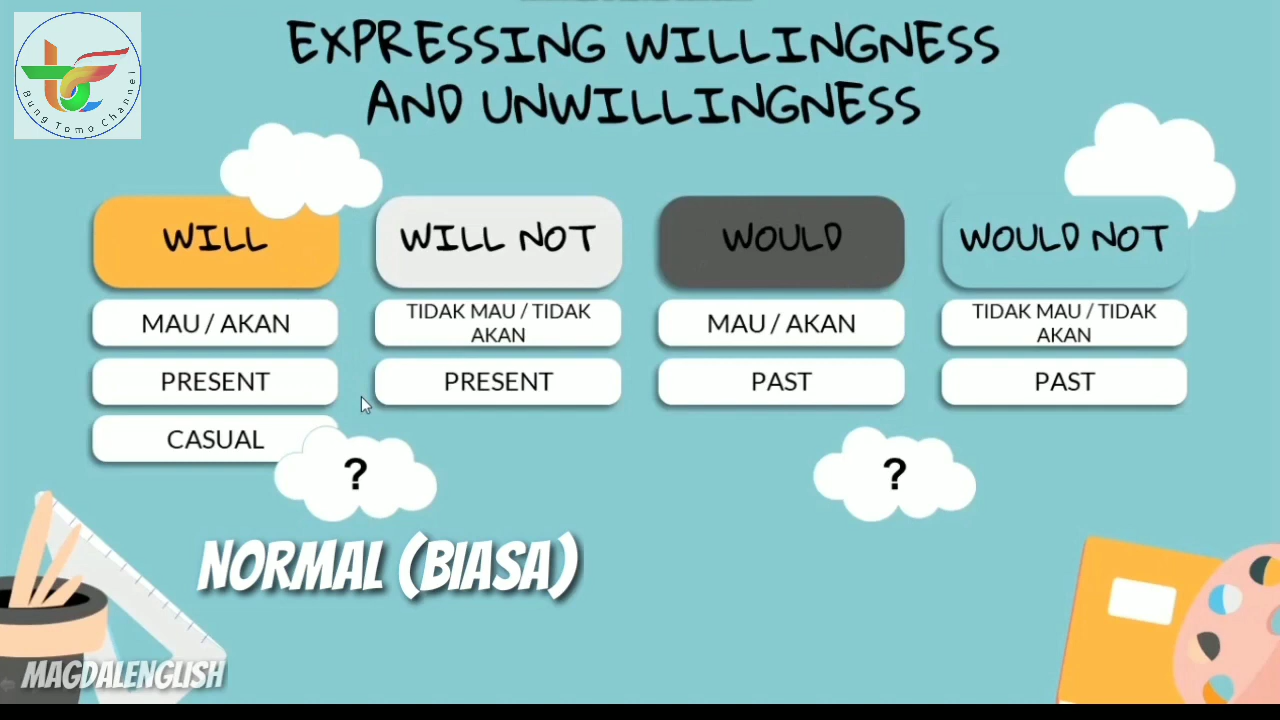 Bung Tomo Channel
EXPRESSING WILLINGNESS
AND UNWILLINGNESS
WILL
WILL NOT
WOULD
WOULD NOT
MAU / AKAN
TIDAK MAU / TIDAK
AKAN
MAU / AKAN
TIDAK MAU / TIDAK
AKAN
PRESENT
PRESENT
PAST
PAST
CASUAL
?
?
NORMAL (BIASA)
MAGDALENGLISH